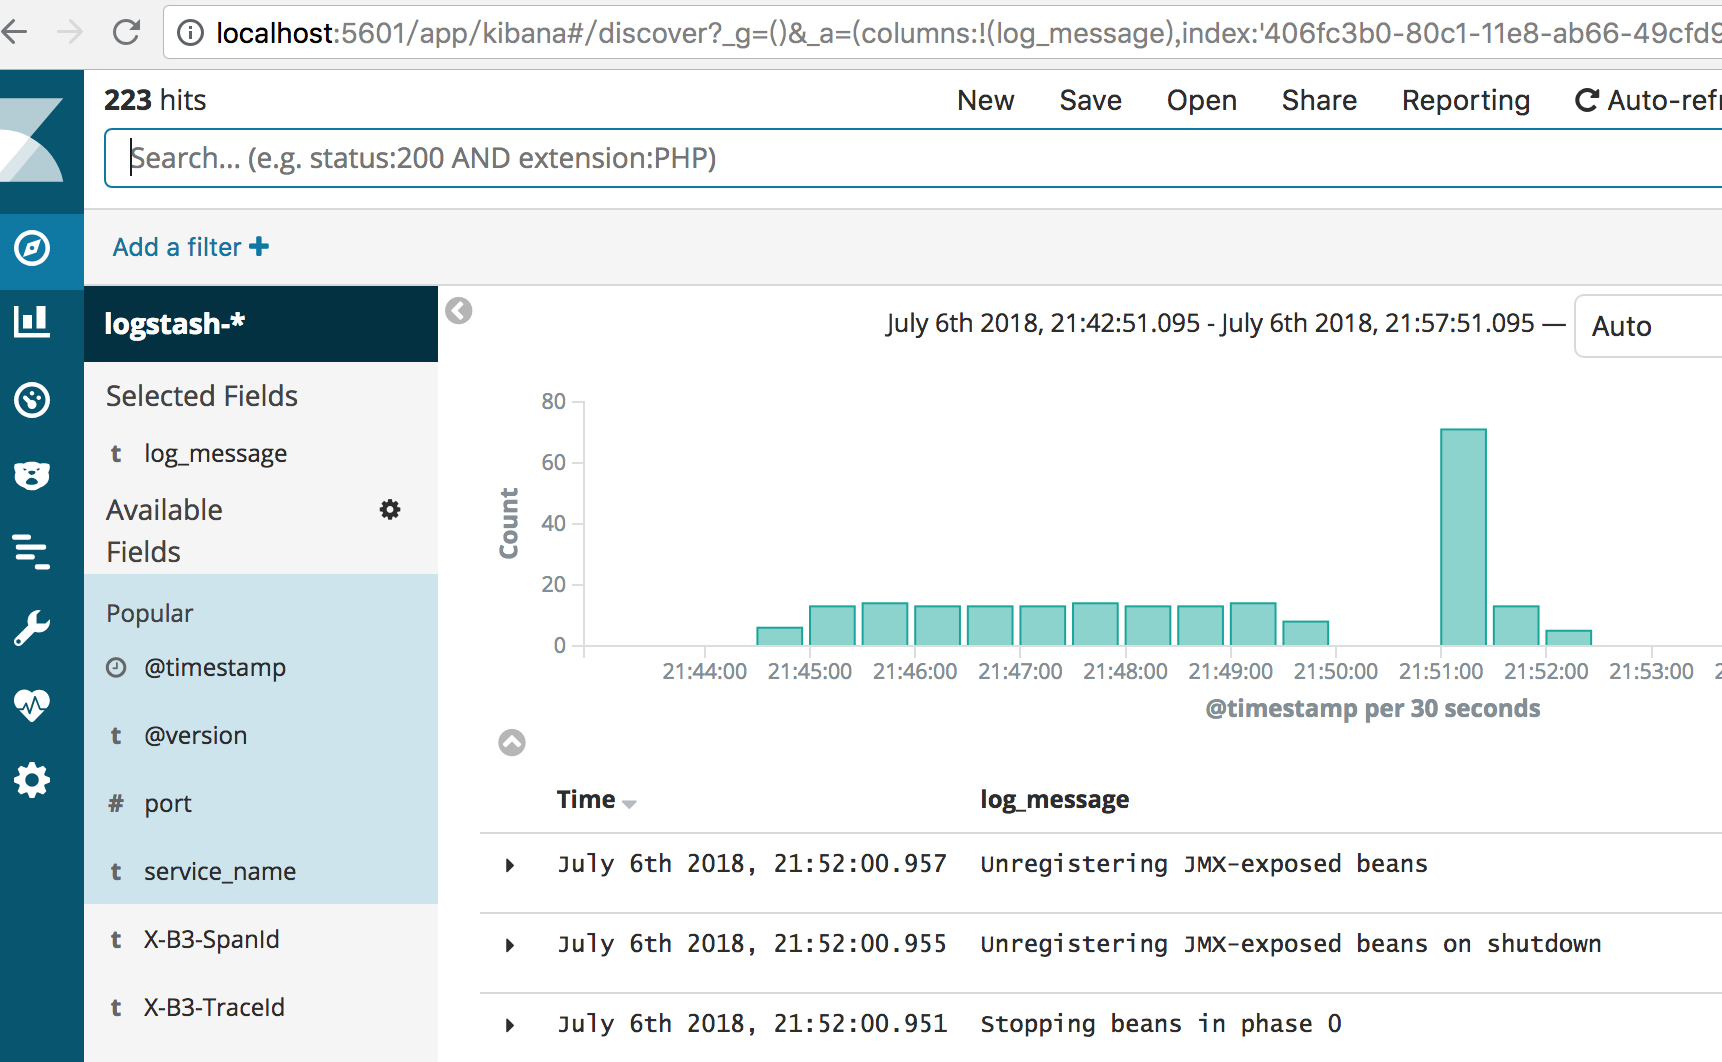 localhost:5601/app/kibana#/discover?_g=()&_a=(columns:!(log_message),index:'406fc3b0-80c1-11e8-ab66-49cfd9
223 hits
New Save Open Share Reporting Auto-refr
Search... (e.g. status:200 AND extension:PHP)
Add a filter
logstash-*
Selected Fields
t log_message
Available
Fields
Popular
@timestamp
t @version
# port
t service_name
t X-B3-SpanId
t X-B3-TraceId
July 6th 2018, 21:42:51.095 - July 6th 2018, 21:57:51.095 — Auto
80
60
40
20
0
Count
21:44:00 21:45:00 21:46:00 21:47:00 21:48:00 21:49:00 21:50:00 21:51:00 21:52:00 21:53:00
@timestamp per 30 seconds
Time log_message
July 6th 2018, 21:52:00.957 Unregistering JMX-exposed beans
July 6th 2018, 21:52:00.955 Unregistering JMX-exposed beans on shutdown
July 6th 2018, 21:52:00.951 Stopping beans in phase 0